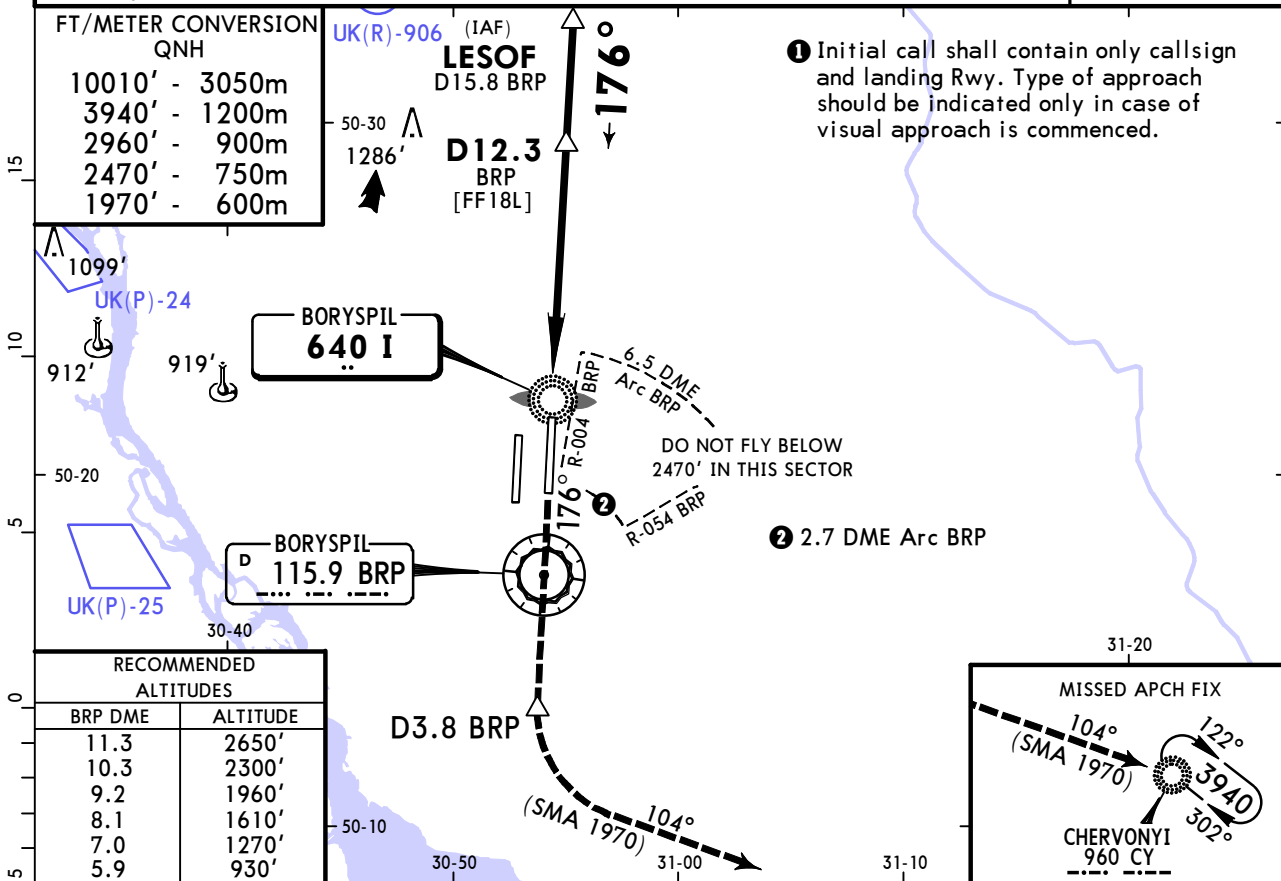 FT/METER CONVERSION
QNH
10010' - 3050m
3940' - 1200m
2960' - 900m
2470' - 750m
1970' - 600m
UK(R)-906
(IAF)
LESOF
D15.8 BRP
176°
❶ Initial call shall contain only callsign
and landing Rwy. Type of approach
should be indicated only in case of
visual approach is commenced.
50-30
1286'
D12.3
BRP
[FF18L]
15
1099'
UK(P)-24
BORYSPIL
640 I
10
912'
919'
6.5 DME
Arc BRP
R-004 BRP
DO NOT FLY BELOW
2470' IN THIS SECTOR
50-20
176°
❷
R-054 BRP
❷ 2.7 DME Arc BRP
5
BORYSPIL
D 115.9 BRP
UK(P)-25
30-40
31-20
RECOMMENDED
ALTITUDES
BRP DME ALTITUDE
11.3 2650'
10.3 2300'
9.2 1960'
8.1 1610'
7.0 1270'
5.9 930'
0
D3.8 BRP
(SMA 1970)
104°
50-10
30-50
31-00
31-10
5
MISSED APCH FIX
104°
(SMA 1970)
122°
3940
302°
CHERVONYI
960 CY